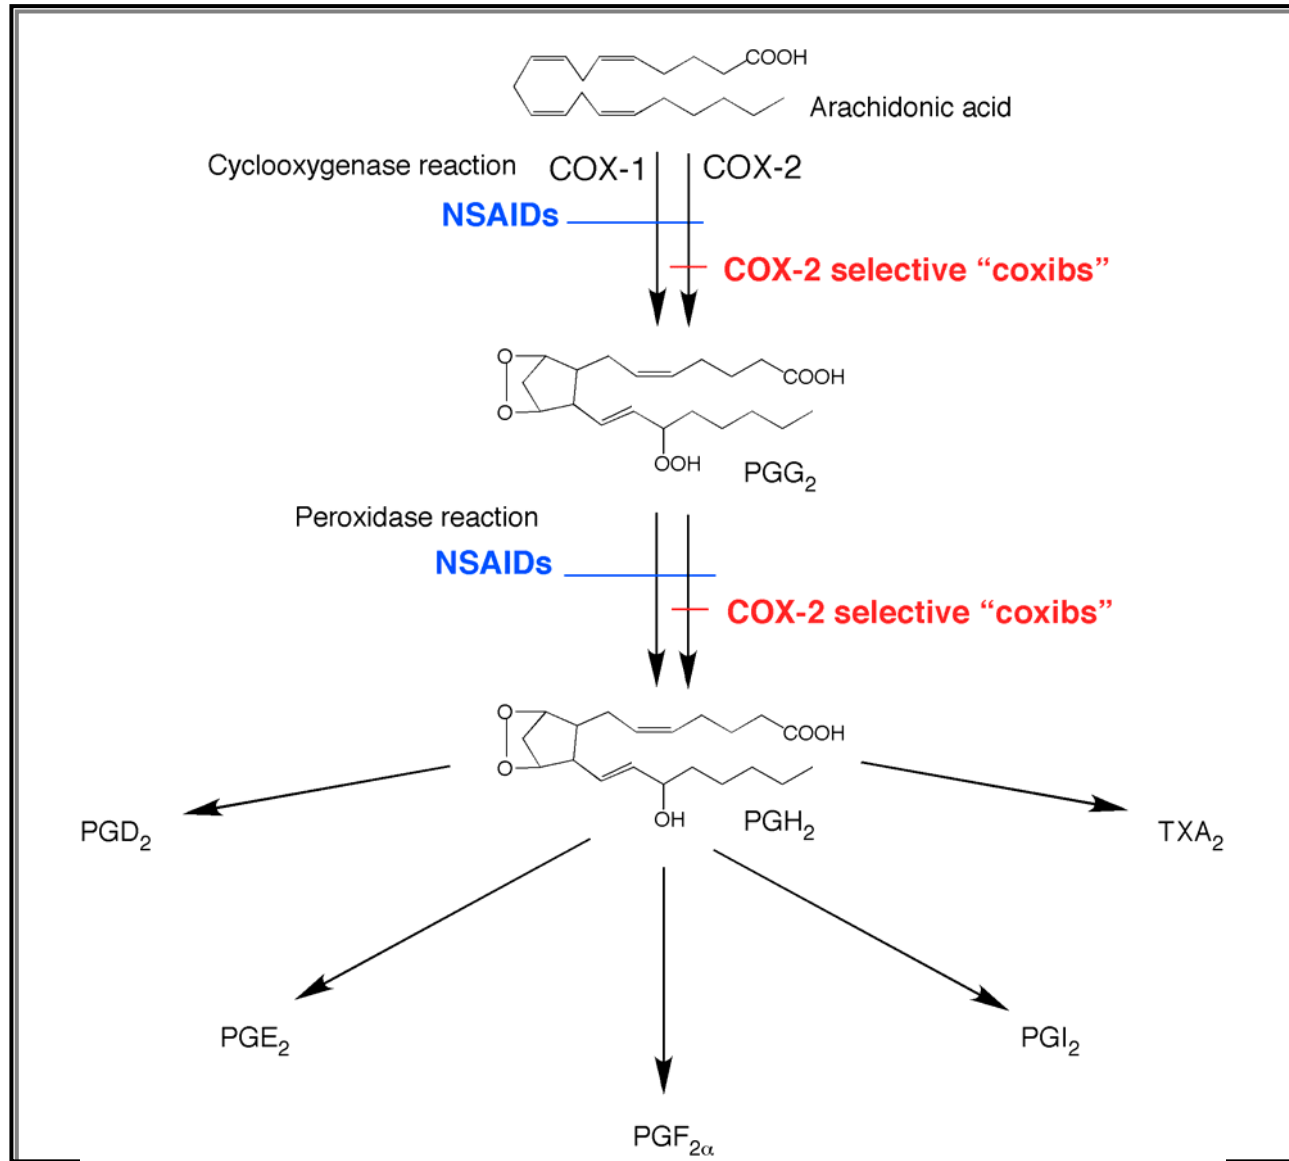 COOH
Arachidonic acid
Cyclooxygenase reaction COX-1 COX-2
NSAIDs
COX-2 selective “coxibs”
O
COOH
O
OOH
PGG2
Peroxidase reaction
NSAIDs
COX-2 selective “coxibs”
O
COOH
O
OH
PGH2
PGD2
TXA2
PGE2
PGI2
PGF2α